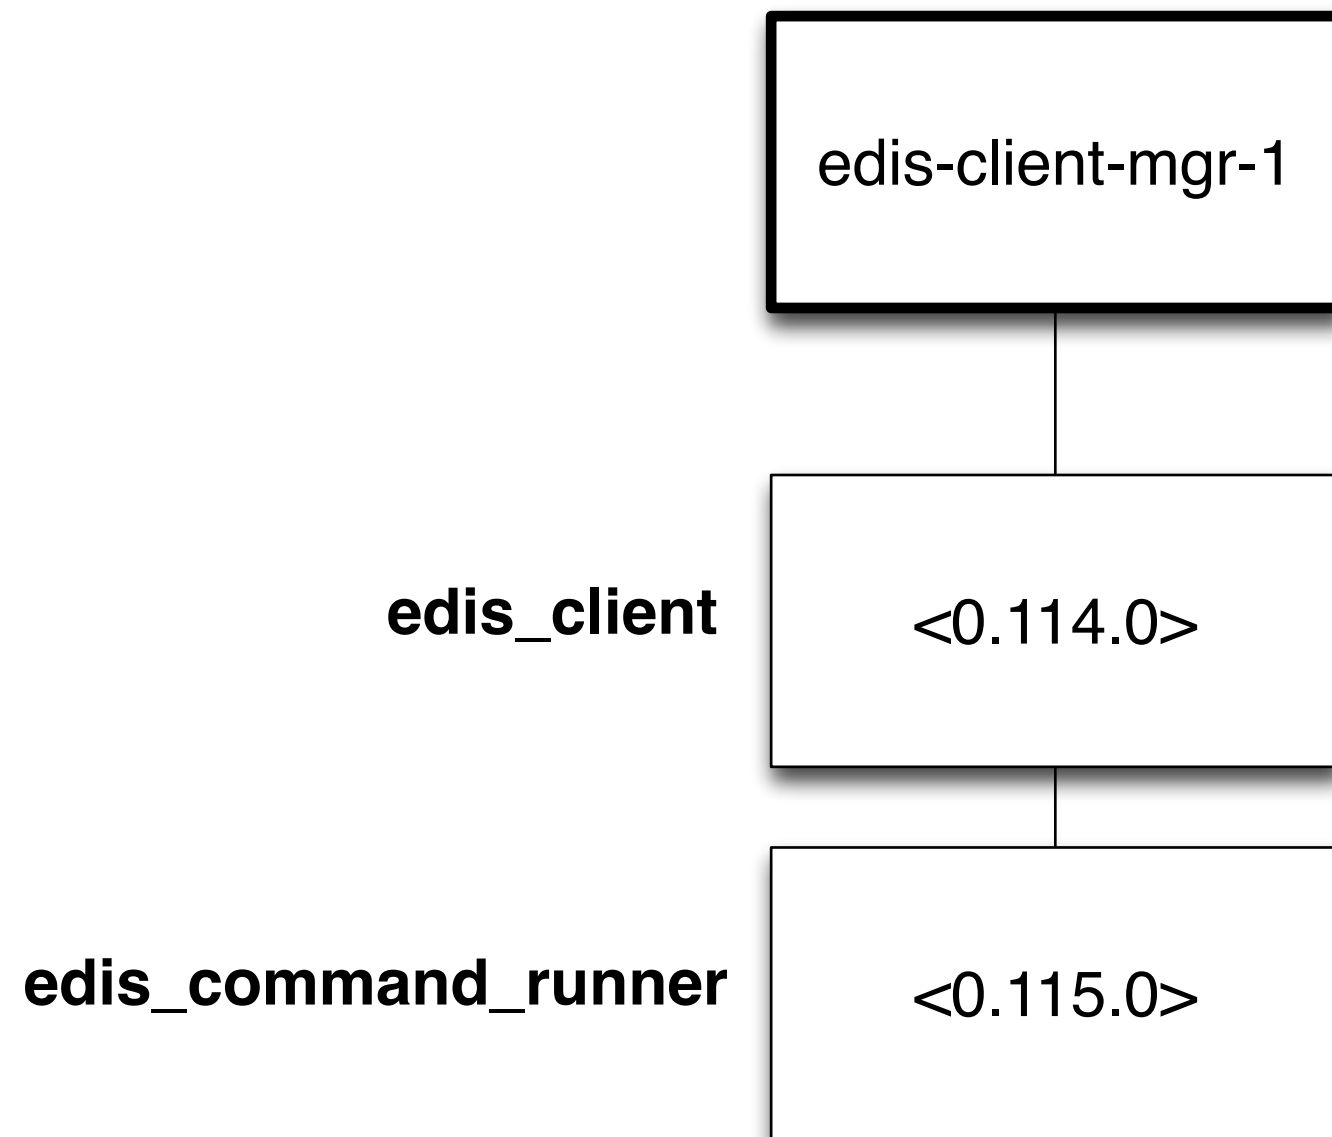 edis-client-mgr-1
edis_client
<0.114.0>
edis_command_runner
<0.115.0>